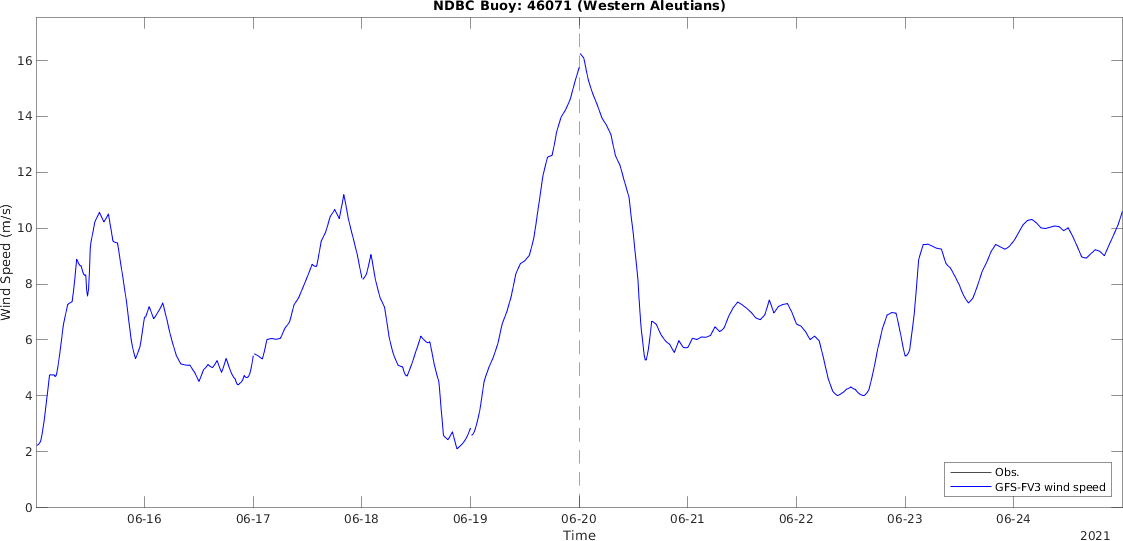 NDBC Buoy: 46071 (Western Aleutians)
Wind Speed (m/s)
16
14
12
10
8
6
4
2
0
06-16 06-17 06-18 06-19 06-20 06-21 06-22 06-23 06-24
Time
2021
Obs.
GFS-FV3 wind speed